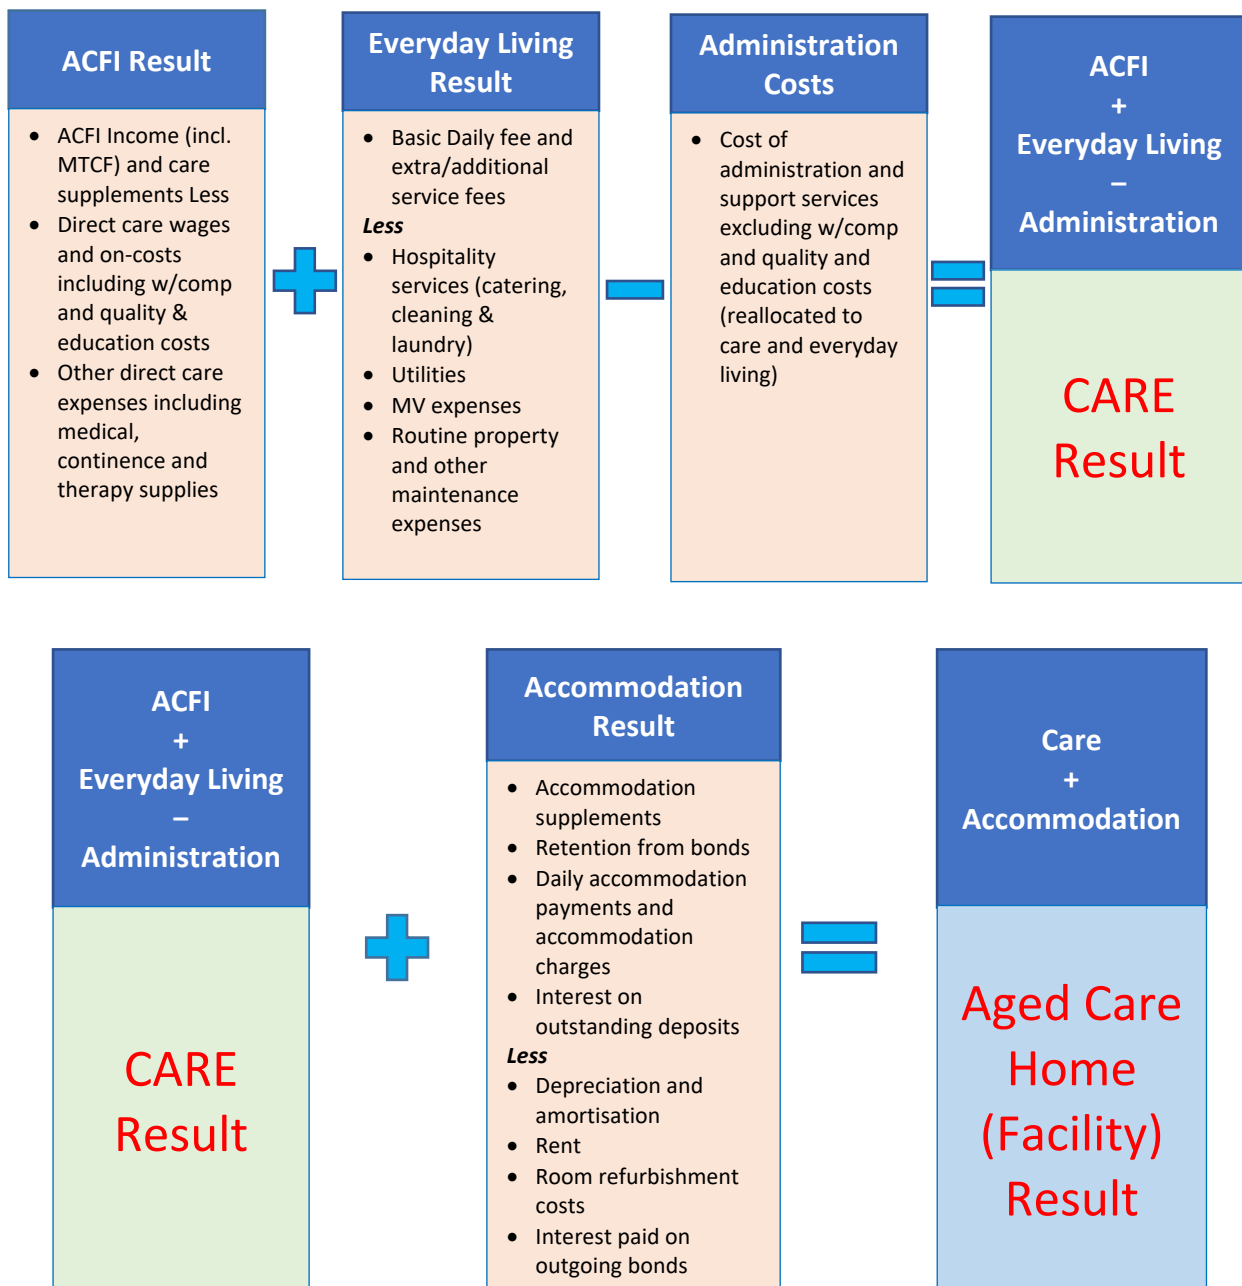 ACFI Result
• ACFI Income (incl.
MTCF) and care
supplements Less
• Direct care wages
and on-costs
including w/comp
and quality &
education costs
• Other direct care
expenses including
medical,
continence and
therapy supplies
Everyday Living
Result
• Basic Daily fee and
extra/additional
service fees
Less
• Hospitality
services (catering,
cleaning &
laundry)
• Utilities
• MV expenses
• Routine property
and other
maintenance
expenses
Administration
Costs
• Cost of
administration and
support services
excluding w/comp
and quality and
education costs
(reallocated to
care and everyday
living)
ACFI
+
Everyday Living
–
Administration
CARE
Result
ACFI
+
Everyday Living
–
Administration
CARE
Result
Accommodation
Result
• Accommodation
supplements
• Retention from bonds
• Daily accommodation
payments and
accommodation
charges
• Interest on
outstanding deposits
Less
• Depreciation and
amortisation
• Rent
• Room refurbishment
costs
• Interest paid on
outgoing bonds
Care
+
Accommodation
Aged Care
Home
(Facility)
Result